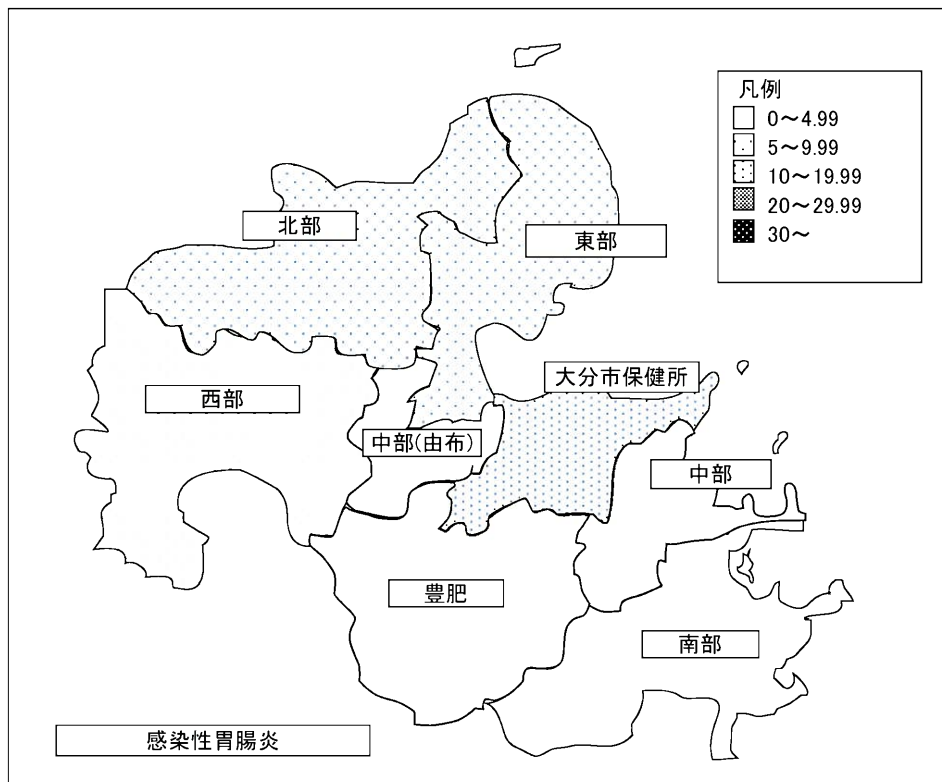 凡例
0～4.99
5～9.99
10～19.99
20～29.99
30～
北部
東部
大分市保健所
西部
中部(由布)
中部
豊肥
南部
感染性胃腸炎